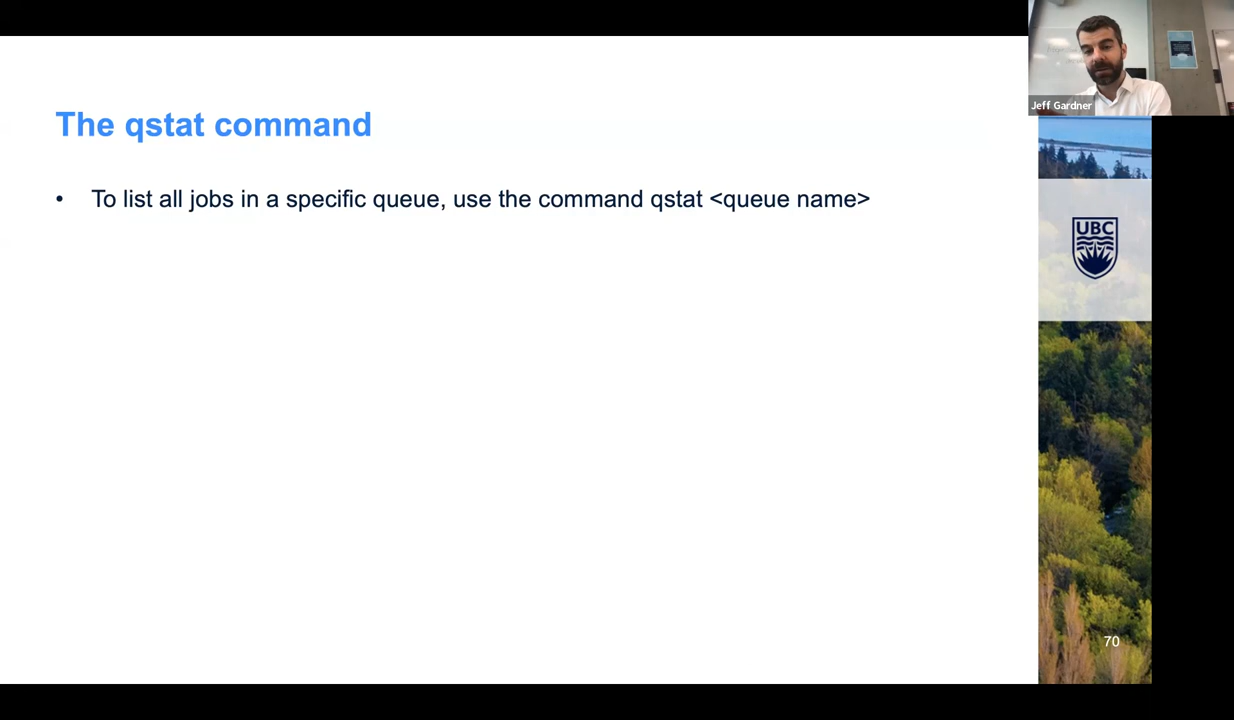 Jeff Gardner
The qstat command
• To list all jobs in a specific queue, use the command qstat <queue name>
UBC
70